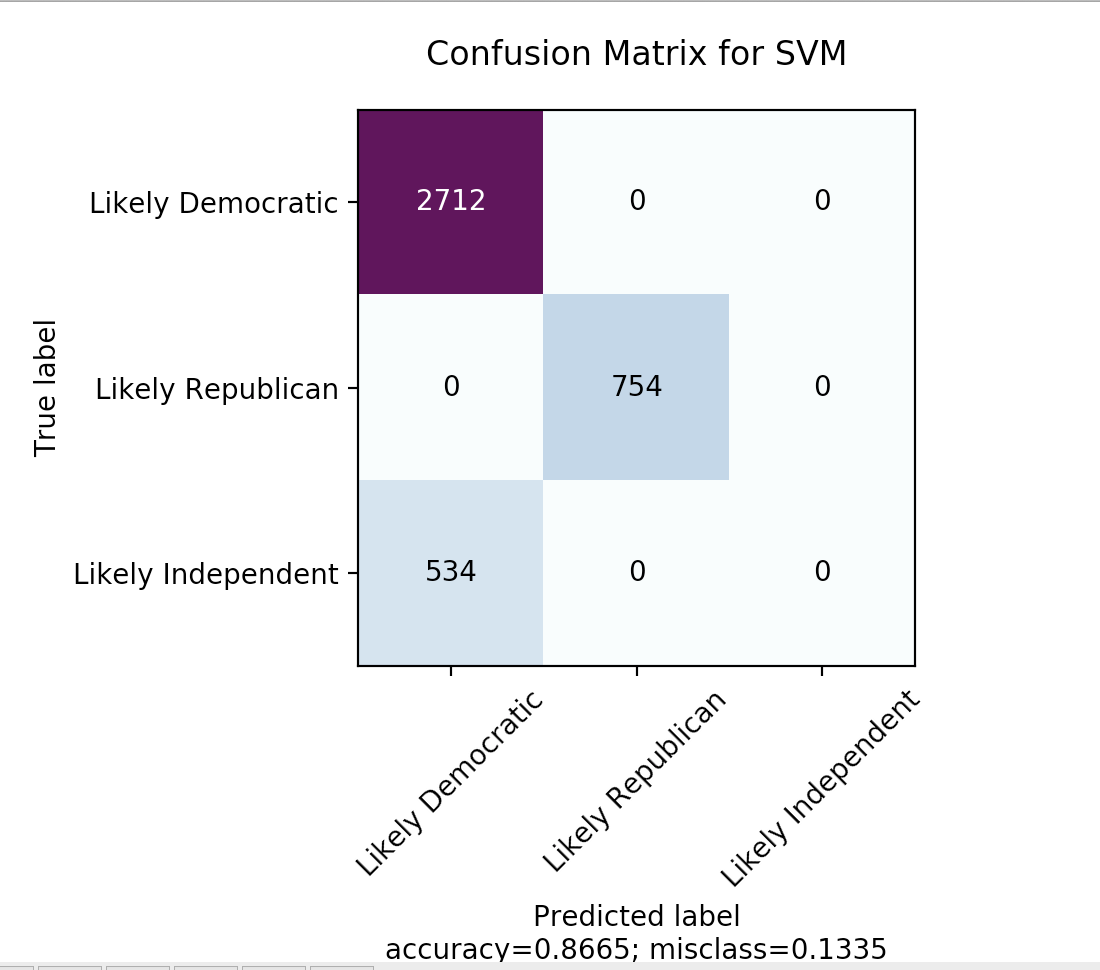 Confusion Matrix for SVM
Likely Democratic 2712 0 0
Likely Republican 0 754 0
Likely Independent 534 0 0
True label
Likely Democratic Likely Republican Likely Independent
Predicted label
accuracy=0.8665; misclass=0.1335